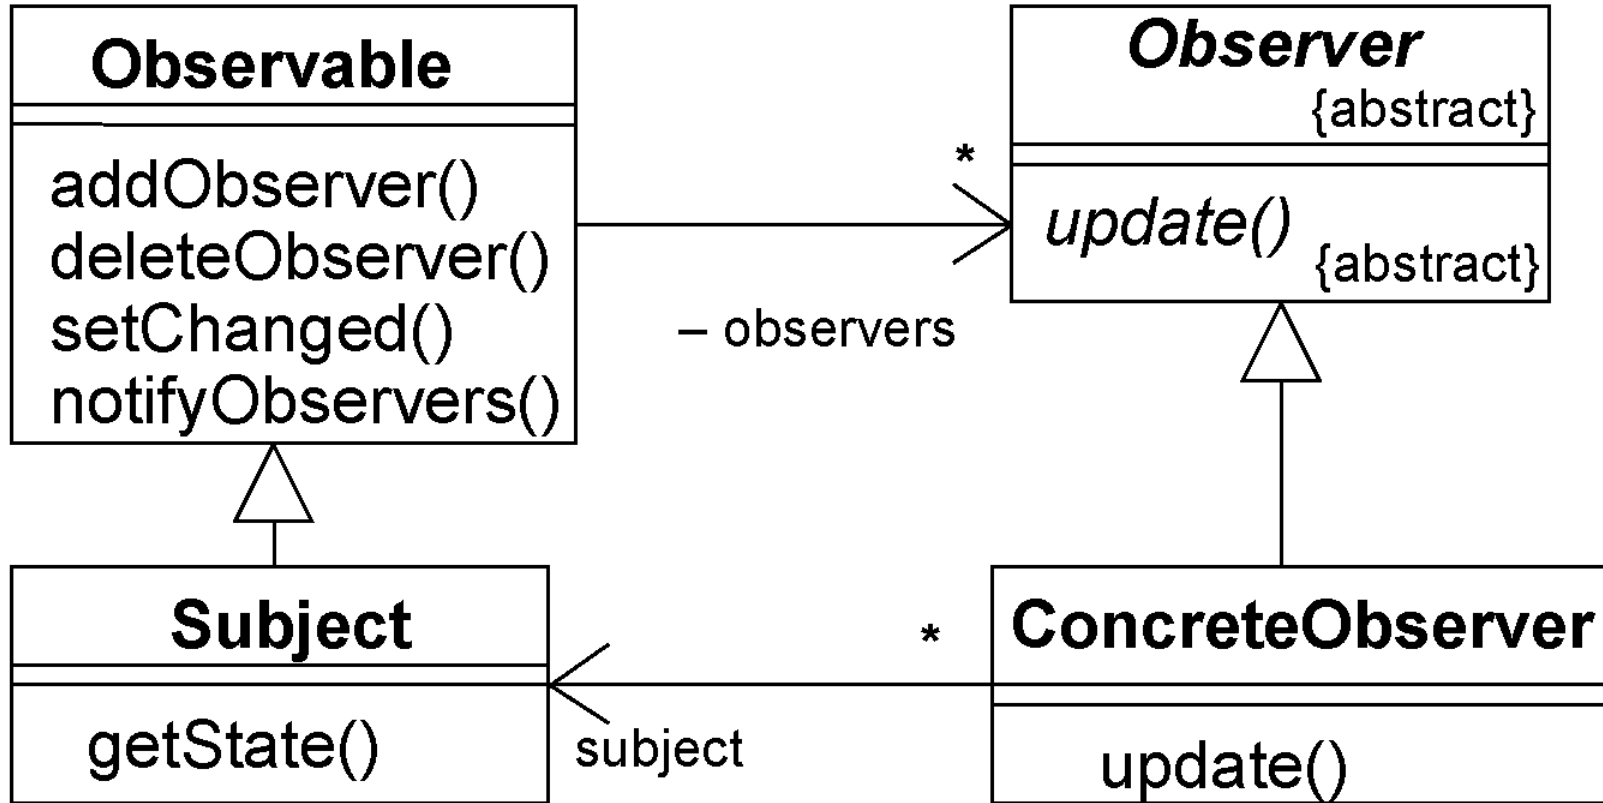 Observable
addObserver()
deleteObserver()
setChanged()
notifyObservers()
*
– observers
Observer
{abstract}
update()
{abstract}
Subject
getState()
*
subject
ConcreteObserver
update()